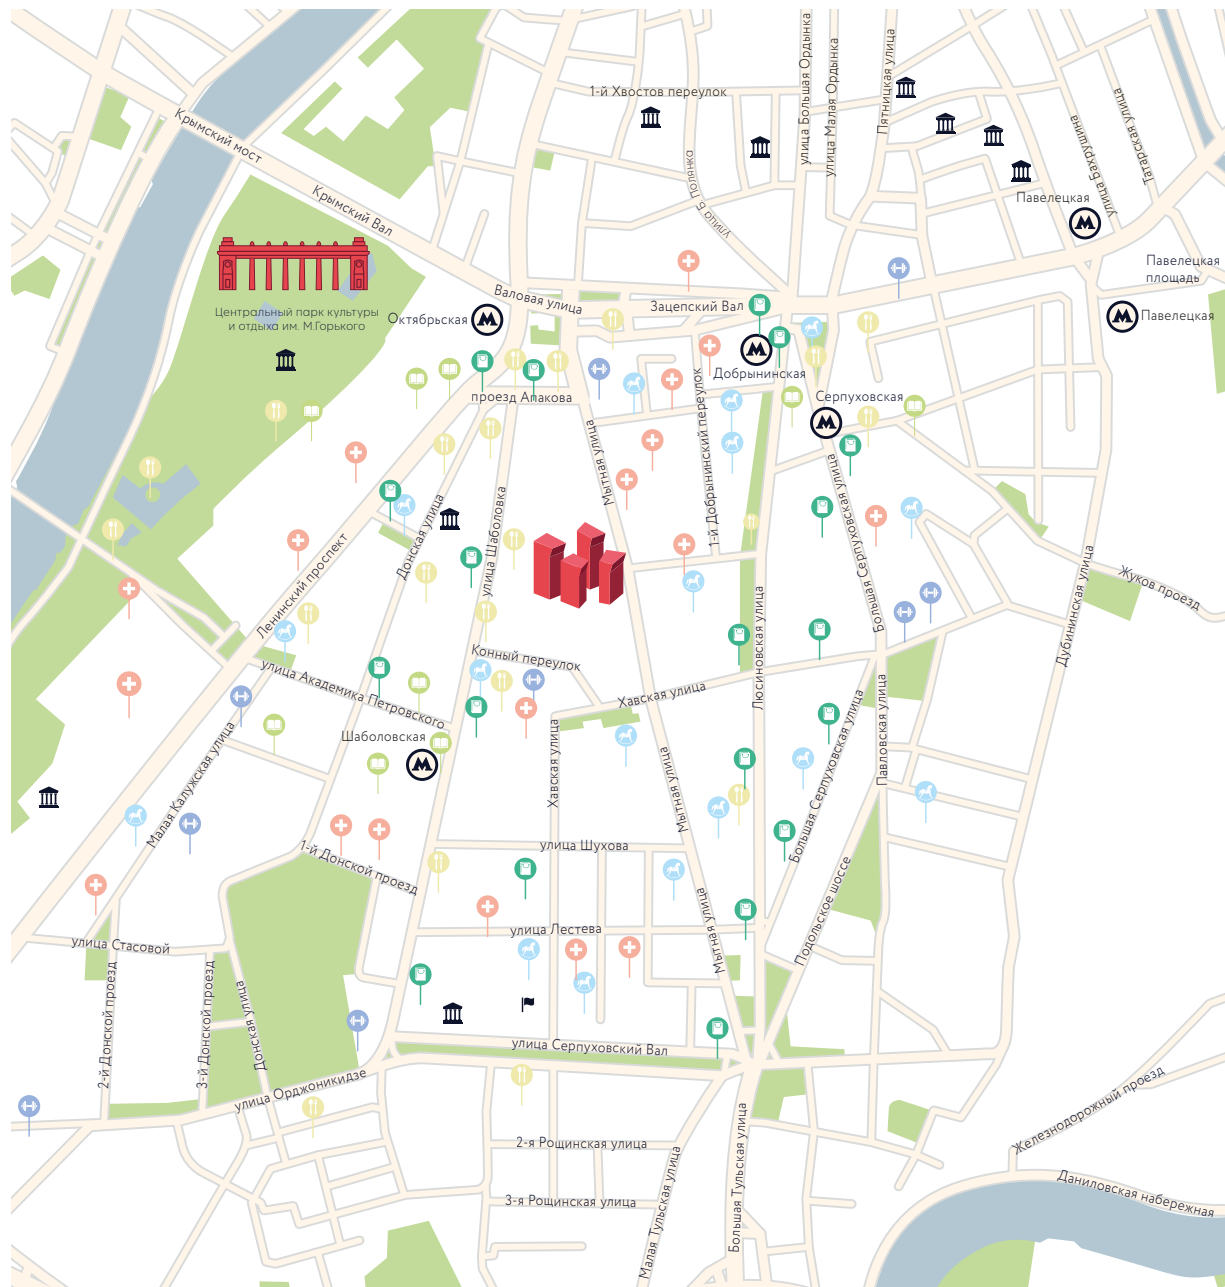 1-й Хвостов переулок
улица Большая Ордынка
улица Малая Ордынка
Пятницкая улица
Татарская улица
улица Бахрушина
Крымский мост
Крымский Вал
улица Б. Полянка
Павелецкая
Павелецкая
площадь
Валовая улица
Зацепский Вал
Центральный парк культуры
и отдыха им. М.Горького
Октябрьская
Павелецкая
Добрынинская
проезд Апакова
Серпуховская
1-й Добрынинский переулок
Мытная улица
Большая Серпуховская улица
Донская улица
улица Шаболовка
Ленинский проспект
Жуков проезд
Дубининская улица
Люсиновская улица
Конный переулок
улица Академика Петровского
Хавская улица
Шаболовская
Малая Калужская улица
Хавская улица
Мытная улица
Большая Серпуховская улица
Павловская улица
1-й Донской проезд
улица Шухова
Подольское шоссе
Мытная улица
улица Лестева
улица Стасовой
2-й Донской проезд
3-й Донской проезд
Донская улица
улица Серпуховский Вал
улица Орджоникидзе
2-я Рощинская улица
3-я Рощинская улица
Малая Тульская улица
Большая Тульская улица
Железнодорожный проезд
Даниловская набережная